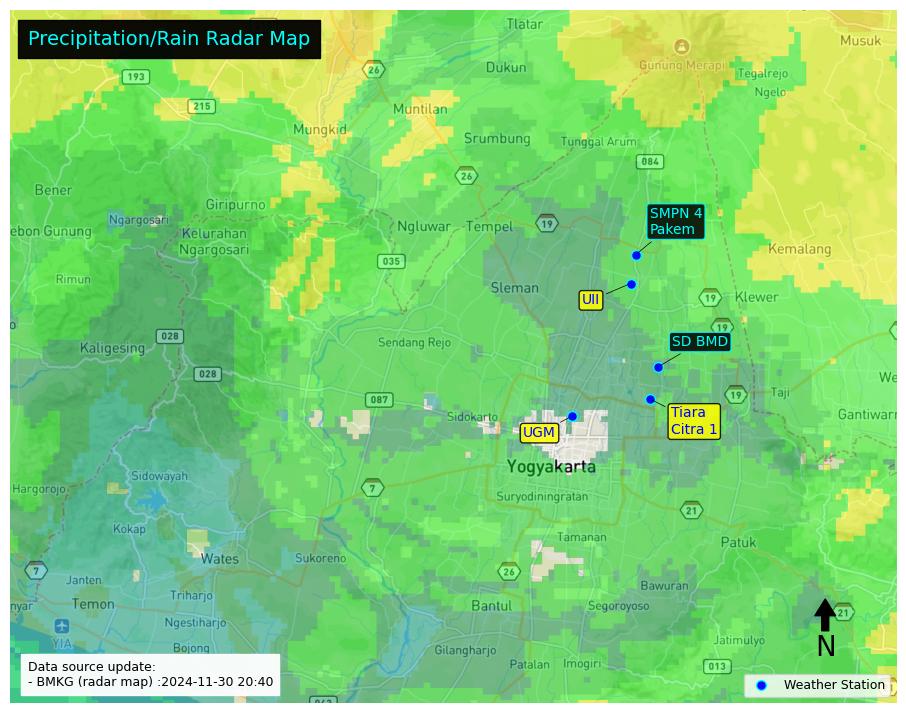 Precipitation/Rain Radar Map
Tlatar
Musuk
26
Gunung Merapi
193
Dukun
Tegalrejo
Ngelo
215
Muntilan
Mungkid
Srumbung
Tunggal Arum
084
26
Bener
Giripurno
SMPN 4
Pakem
Ngargosari
Ngluwar
Tempel
19
ebon Gunung
Kelurahan
Ngargosari
Kemalang
035
Rimun
Sleman
UII
19
Klewer
o
19
028
Sendang Rejo
SD BMD
Kaligesing
028
We
087
19
Taji
Sidokarto
Tiara
Citra 1
Gantiwarn
UGM
Yogyakarta
Sidowayah
Hargorojo
7
Suryodiningratan
21
Kokap
Tamanan
Patuk
Wates
Sukoreno
7
26
Janten
Bawuran
nyar
Temon
Triharjo
Bantul
Segoroyoso
21
Ngestiharjo
YIA
N
Bojong
Gilangharjo
Jatimulyo
Patalan
Imogiri
013
Data source update:
- BMKG (radar map) :2024-11-30 20:40
Weather Station